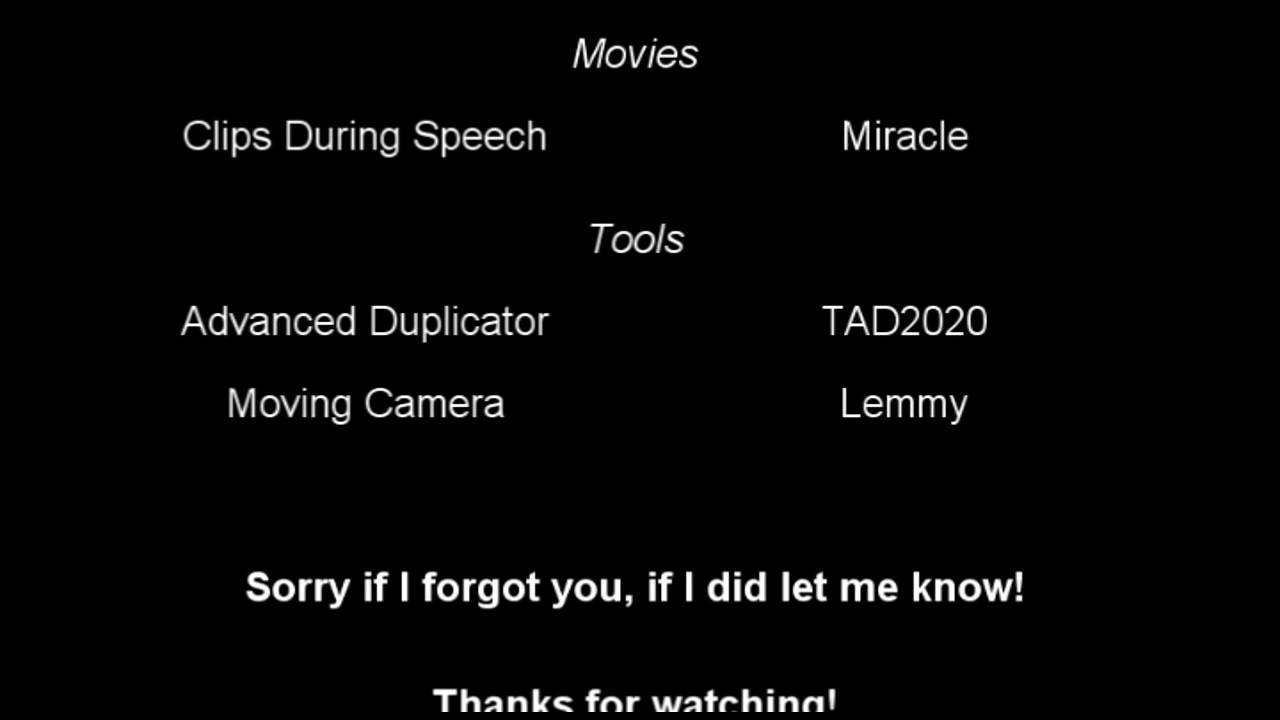 Movies
Clips During Speech Miracle
Tools
Advanced Duplicator TAD2020
Moving Camera Lemmy
Sorry if I forgot you, if I did let me know!
Thanks for watching!